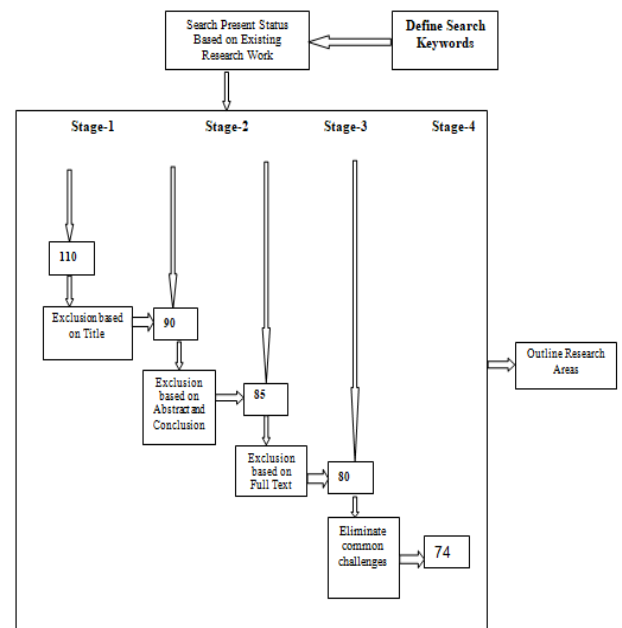 Search Present Status
Based on Existing
Research Work
Define Search
Keywords
Stage-1
Stage-2
Stage-3
Stage-4
110
Exclusion based
on Title
90
Exclusion
based on
Abstract and
Conclusion
85
Exclusion
based on
Full Text
80
Eliminate
common
challenges
74
Outline Research
Areas